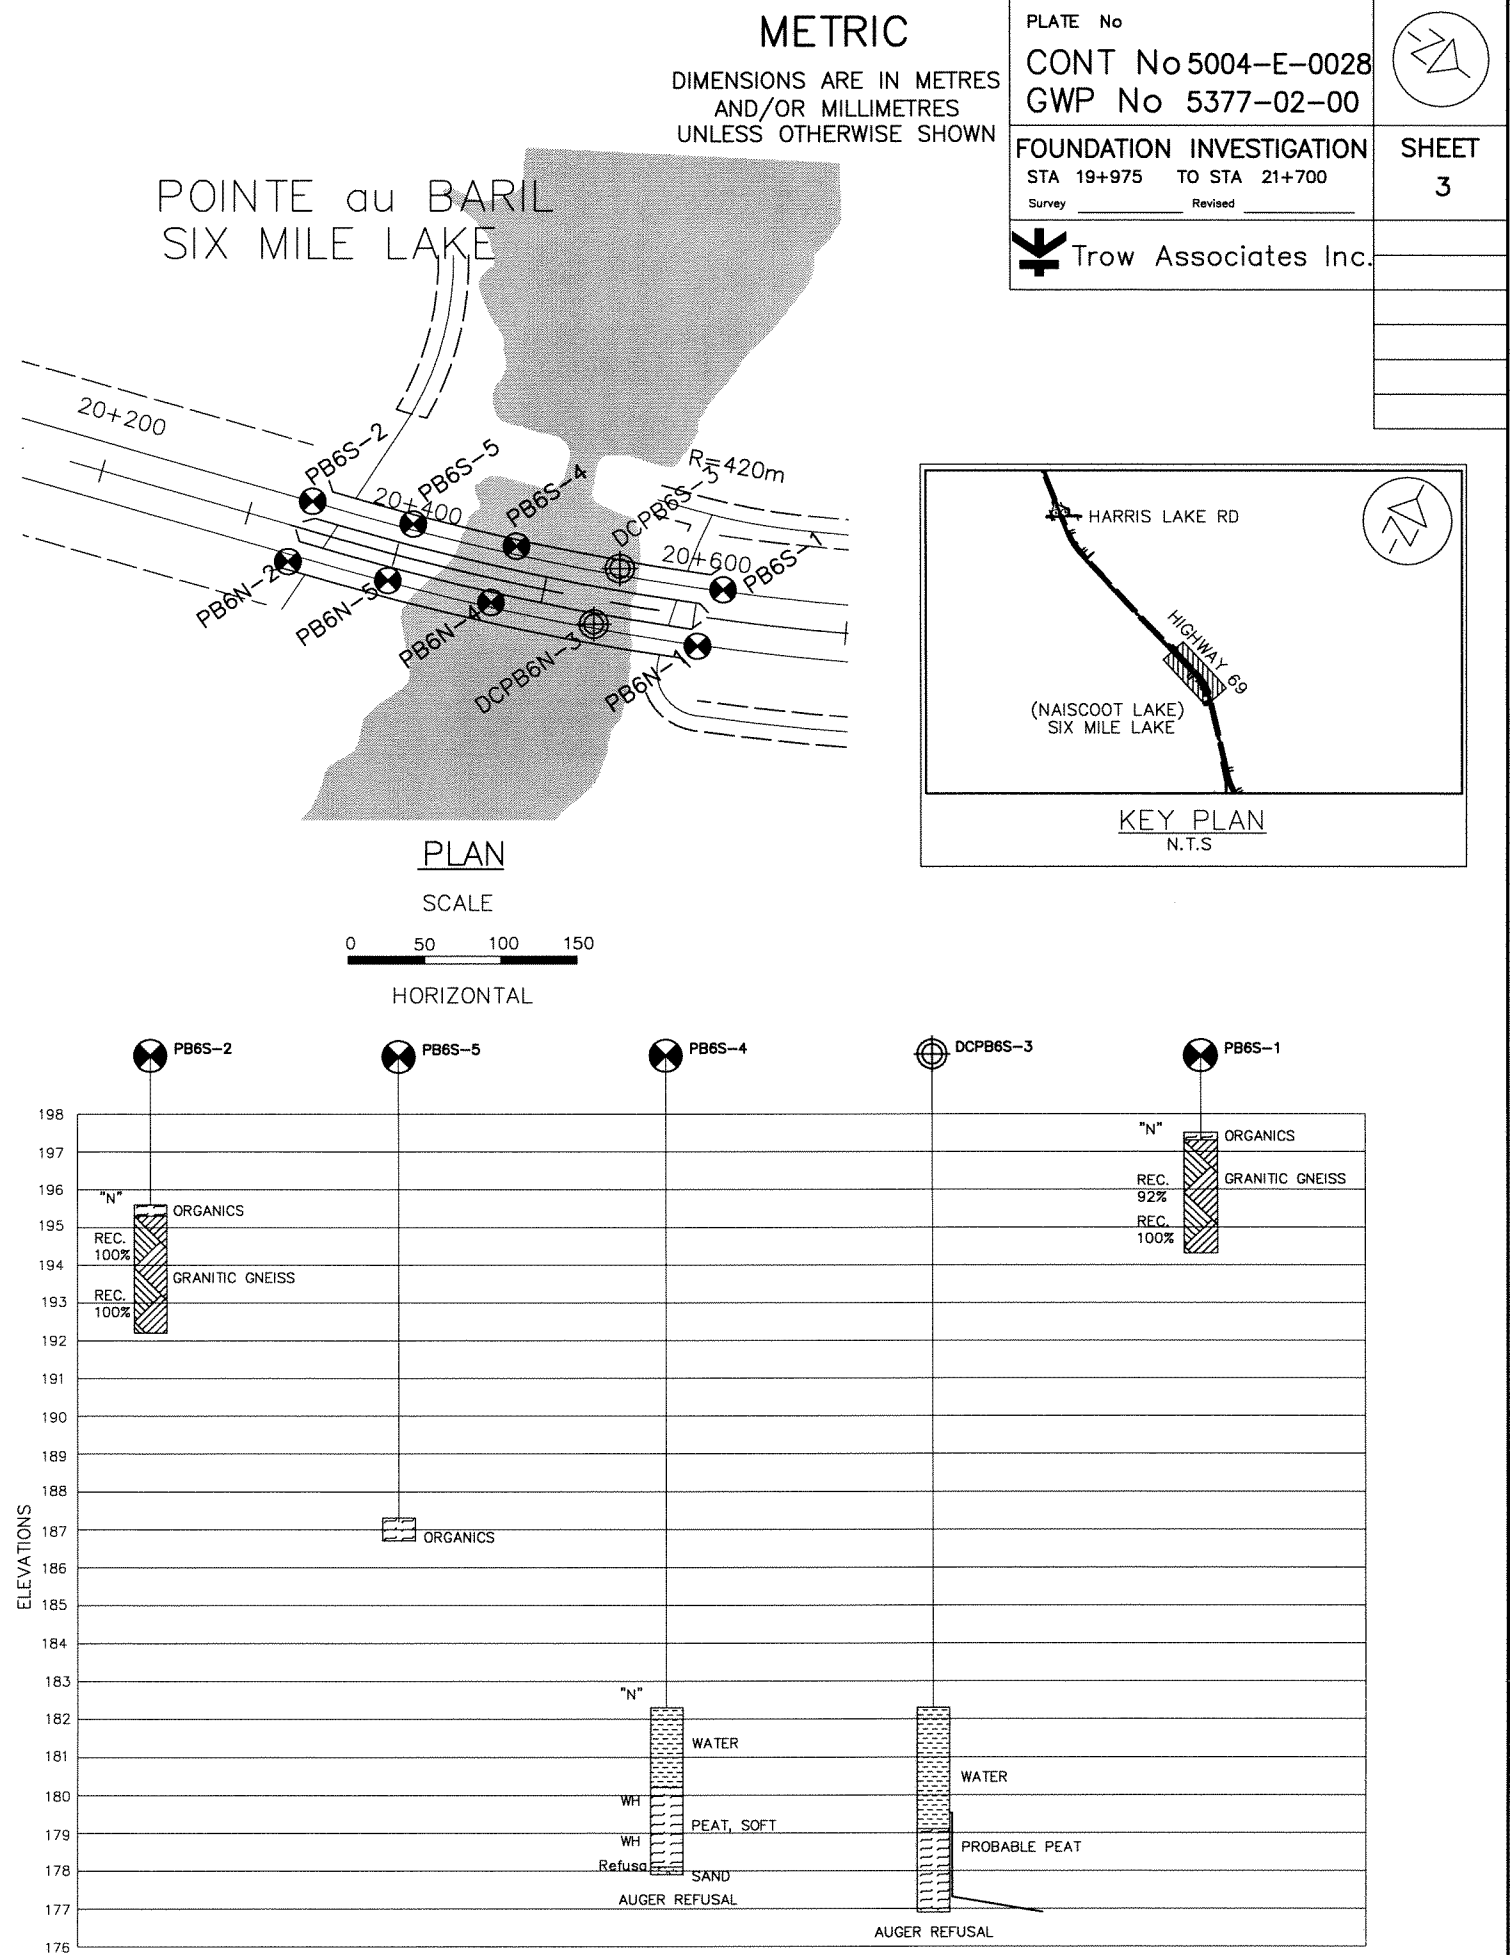 METRIC
DIMENSIONS ARE IN METRES
AND/OR MILLIMETRES
UNLESS OTHERWISE SHOWN
PLATE No
CONT No 5004-E-0028
GWP No 5377-02-00
FOUNDATION INVESTIGATION
STA 19+975 TO STA 21+700
Survey Revised
SHEET
3
Trow Associates Inc.
POINTE au BARIL
SIX MILE LAKE
20+200
PB6S-2
PB6S-5
20+400
PB6S-4
R=420m
DCPB6S-3
20+600
PB6S-1
PB6N-2
PB6N-5
PB6N-4
DCPB6N-3
PB6N-1
HARRIS LAKE RD
HIGHWAY 69
(NAISCOOT LAKE)
SIX MILE LAKE
KEY PLAN
N.T.S
PLAN
SCALE
0 50 100 150
HORIZONTAL
PB6S-2
PB6S-5
PB6S-4
DCPB6S-3
PB6S-1
198
197
196
195
194
193
192
191
190
189
188
187
186
185
184
183
182
181
180
179
178
177
176
ELEVATIONS
"N"
ORGANICS
REC.
100%
GRANITIC GNEISS
REC.
100%
ORGANICS
"N"
WATER
WH
PEAT, SOFT
WH
Refusa
SAND
AUGER REFUSAL
WATER
PROBABLE PEAT
AUGER REFUSAL
"N"
ORGANICS
REC.
92%
GRANITIC GNEISS
REC.
100%